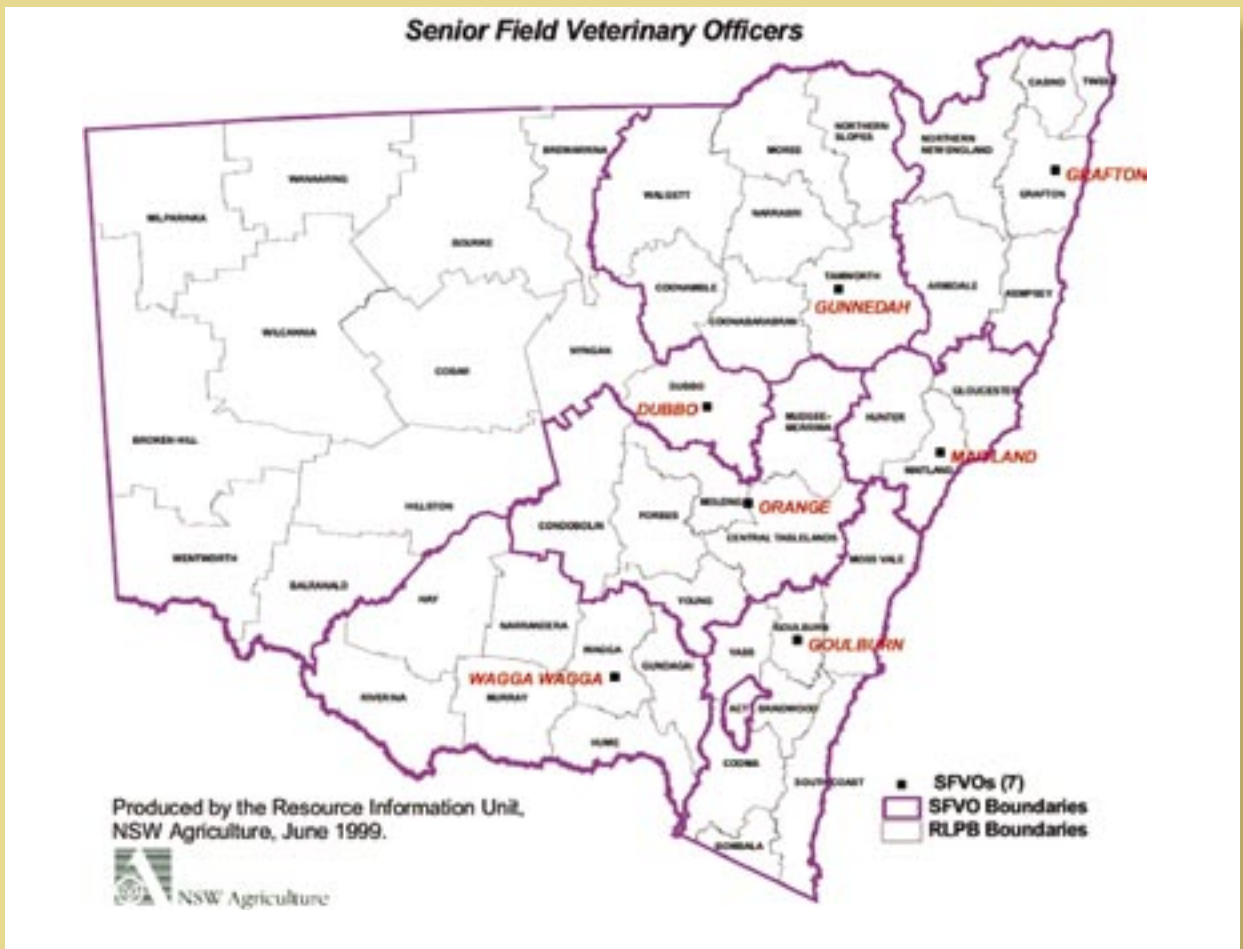 Senior Field Veterinary Officers
CASINO
TWEED
BREWARRINA
NORTHERN
SLOPES
NORTHERN
NEW ENGLAND
MOREE
WANAARING
GRAFTON
GRAFTON
WALGETT
MILPARINKA
NARRABRI
BOURKE
TAMWORTH
COONAMBLE
ARMIDALE
KEMPSEY
GUNNEDAH
COONABARABRAN
WILCANNIA
NYNGAN
COBAR
DUBBO
GLOUCESTER
DUBBO
MUDGEE-
MERRIWA
HUNTER
BROKEN HILL
MAITLAND
MAITLAND
HILLSTON
MOLONG
ORANGE
FORBES
CONDOBOLIN
CENTRAL TABLELANDS
WENTWORTH
MOSS VALE
BALRANALD
HAY
YOUNG
NARRANDERA
GOULBURN
GOULBURN
WAGGA
YASS
GUNDAGAI
WAGGA WAGGA
RIVERINA
MURRAY
ACT
BRAIDWOOD
HUME
COOMA
SOUTH COAST
BOMBALA
SFVOs (7)
SFVO Boundaries
RLPB Boundaries
Produced by the Resource Information Unit,
NSW Agriculture, June 1999.
NSW Agriculture